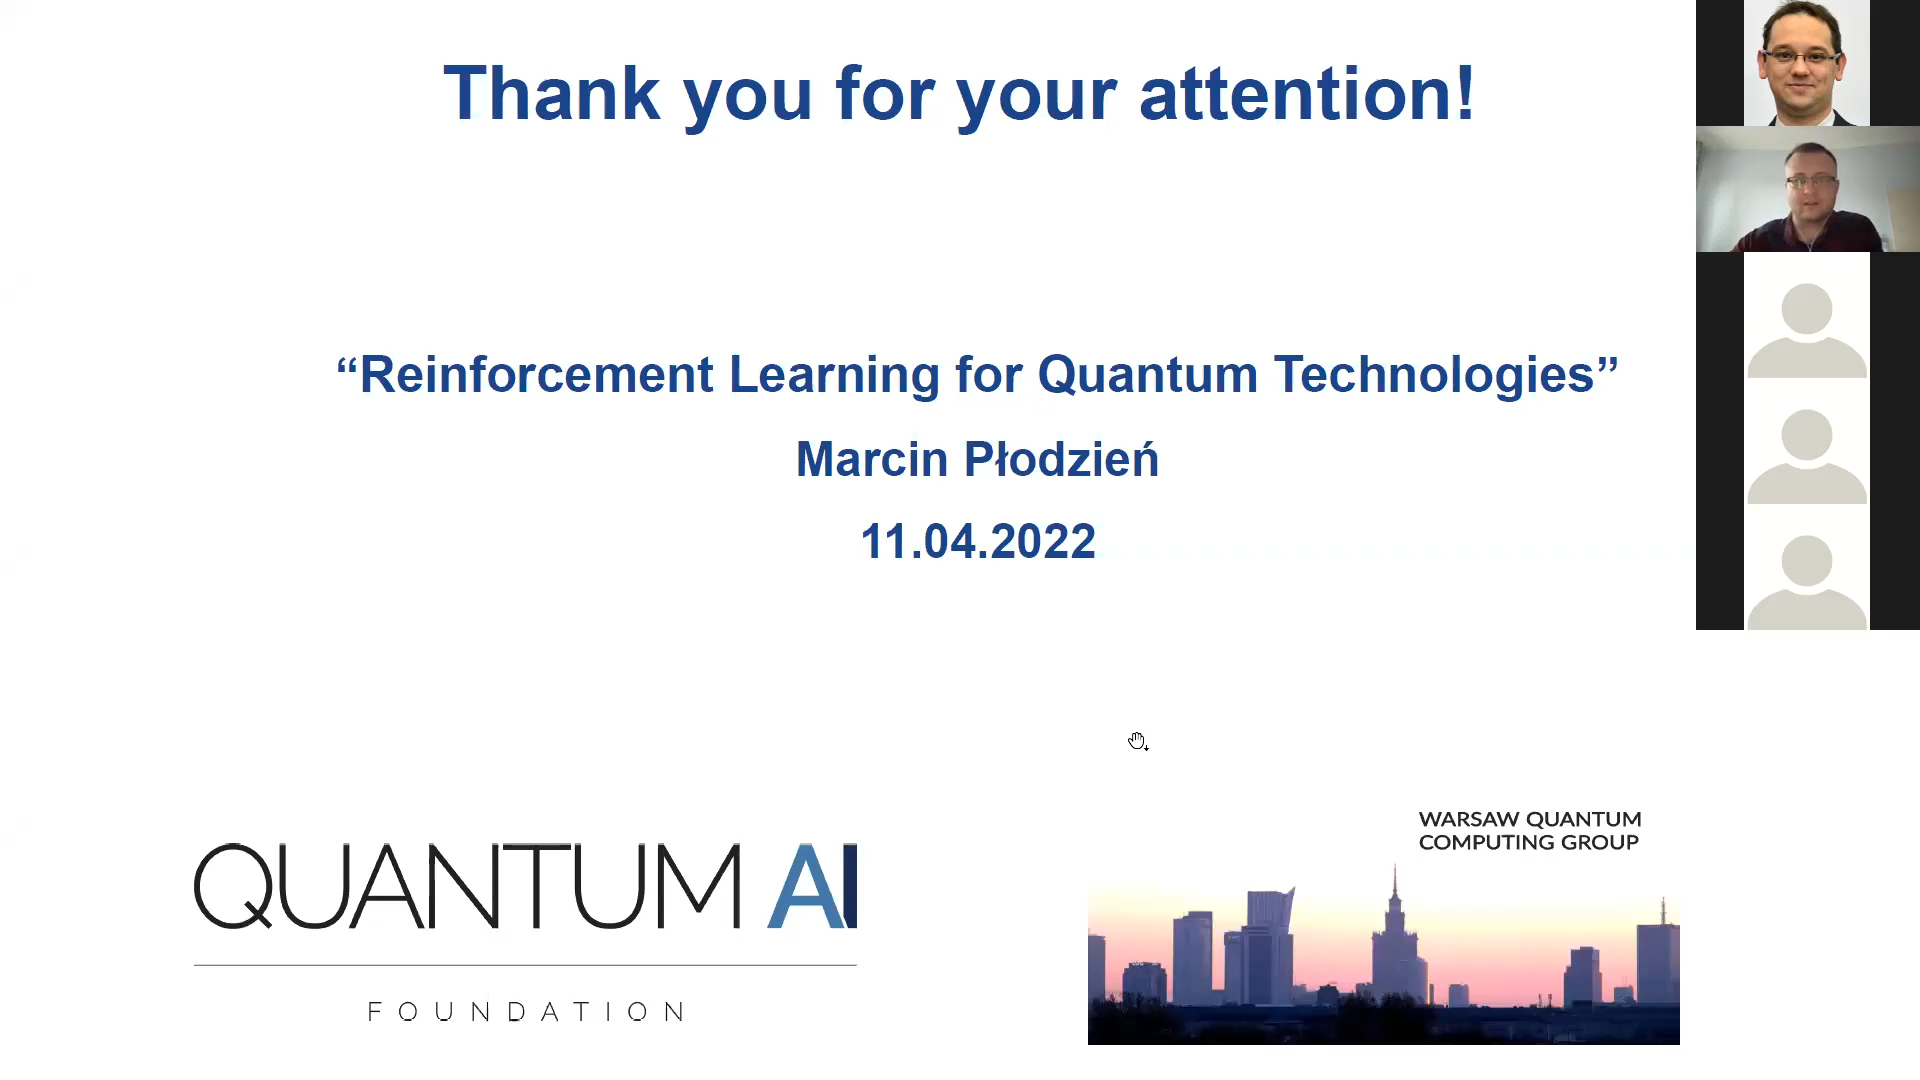 Thank you for your attention!
“Reinforcement Learning for Quantum Technologies”
Marcin Płodzień
11.04.2022
QUANTUM AI
FOUNDATION
WARSAW QUANTUM
COMPUTING GROUP